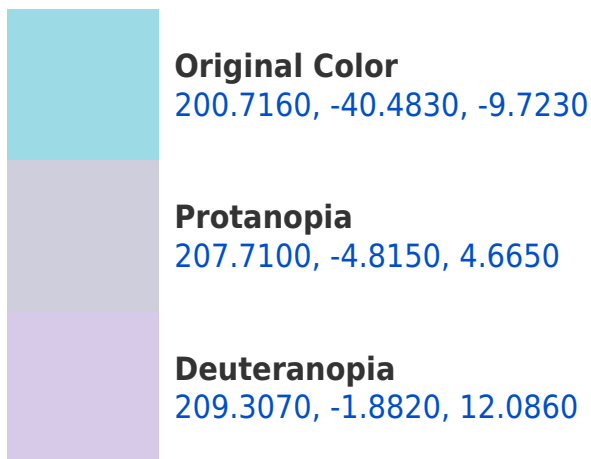 Original Color
200.7160, -40.4830, -9.7230
Protanopia
207.7100, -4.8150, 4.6650
Deuteranopia
209.3070, -1.8820, 12.0860